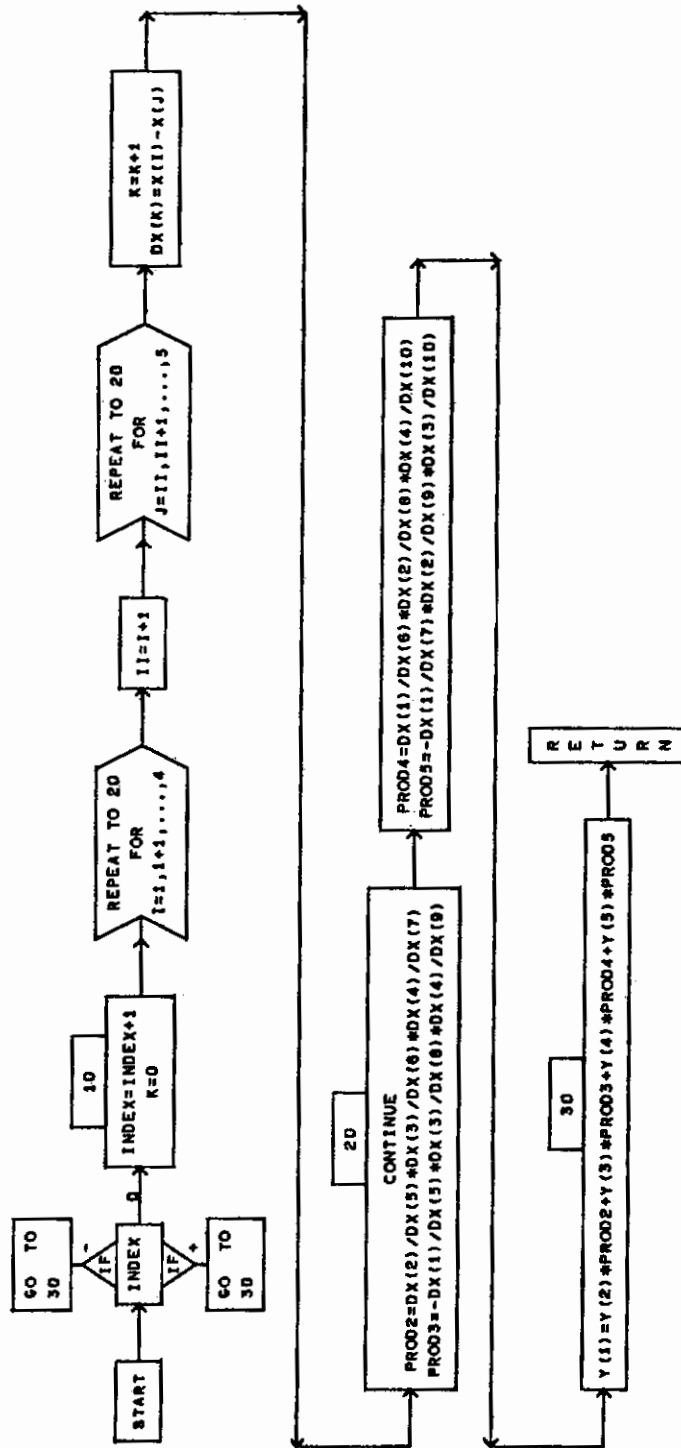 START
GO TO
30
-
IF
INDEX
IF
+
GO TO
30
0
10
INDEX=INDEX+1
K=0
REPEAT TO 20
FOR
I=1,1+1,...,4
II=I+1
REPEAT TO 20
FOR
J=II,II+1,...,5
K=K+1
DX(K)=X(I)-X(J)
20
CONTINUE
PROD2=DX(2)/DX(5)*DX(3)/DX(6)*DX(4)/DX(7)
PROD3=-DX(1)/DX(5)*DX(3)/DX(8)*DX(4)/DX(9)
PROD4=DX(1)/DX(6)*DX(2)/DX(8)*DX(4)/DX(10)
PROD5=-DX(1)/DX(7)*DX(2)/DX(9)*DX(3)/DX(10)
30
Y(1)=Y(2)*PROD2+Y(3)*PROD3+Y(4)*PROD4+Y(5)*PROD5
RETURN